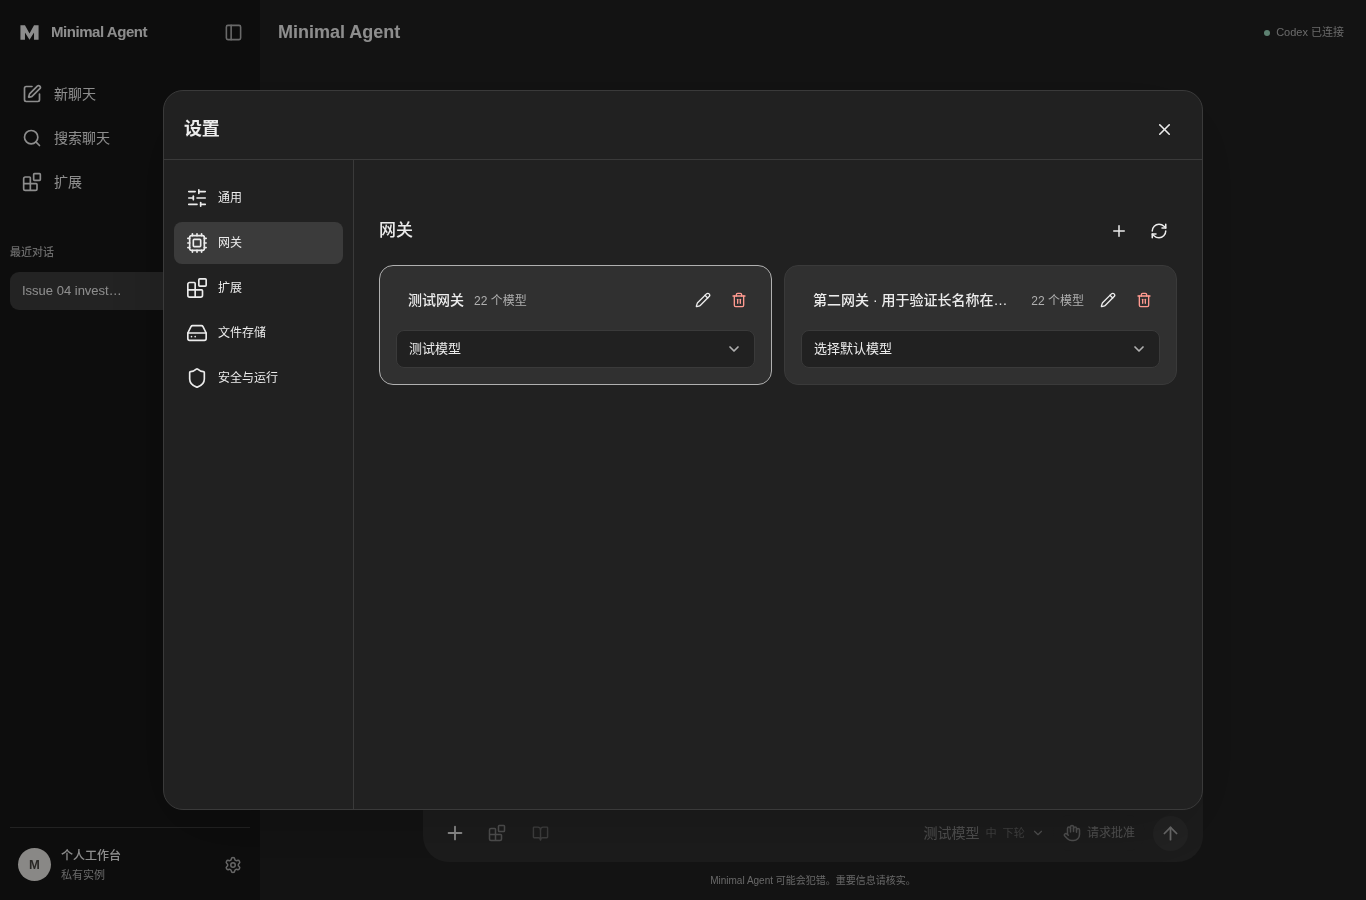 Minimal Agent
Minimal Agent
Codex 已连接
新聊天
搜索聊天
扩展
最近对话
Issue 04 invest…
设置
通用
网关
扩展
文件存储
安全与运行
网关
测试网关 22 个模型
测试模型
第二网关 · 用于验证长名称在… 22 个模型
选择默认模型
测试模型 中 下轮
请求批准
Minimal Agent 可能会犯错。重要信息请核实。
M
个人工作台
私有实例